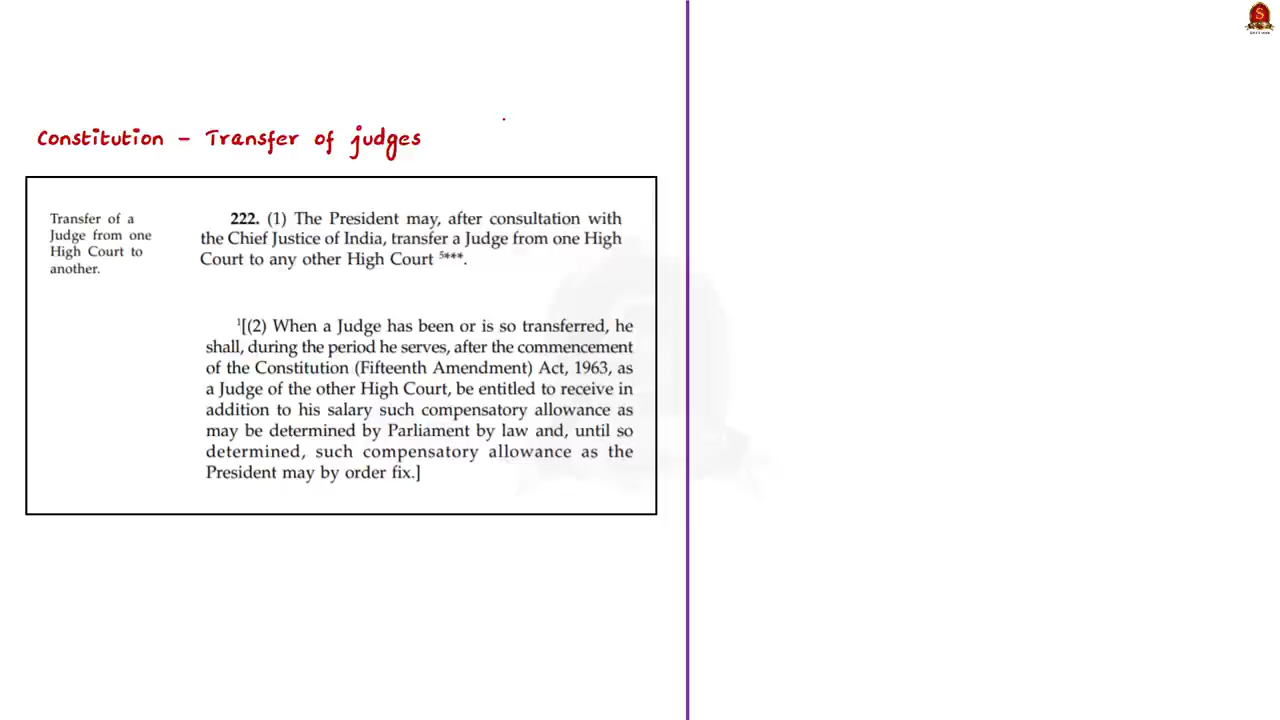 Constitution - Transfer of judges
Transfer of a
Judge from one
High Court to
another.
222. (1) The President may, after consultation with
the Chief Justice of India, transfer a Judge from one High
Court to any other High Court ⁵***.
¹[(2) When a Judge has been or is so transferred, he
shall, during the period he serves, after the commencement
of the Constitution (Fifteenth Amendment) Act, 1963, as
a Judge of the other High Court, be entitled to receive in
addition to his salary such compensatory allowance as
may be determined by Parliament by law and, until so
determined, such compensatory allowance as the
President may by order fix.]